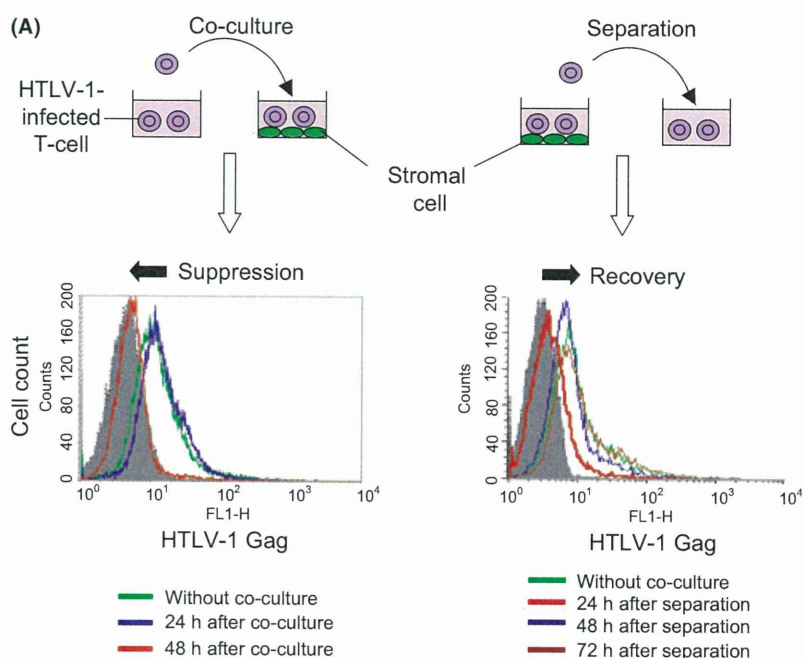 (A)
Co-culture
Separation
HTLV-1-
infected
T-cell
Stromal
cell
Suppression
Recovery
Cell count
Counts
200
160
120
80
40
0
10^0
10^1
10^2
10^3
10^4
FL1-H
HTLV-1 Gag
Counts
200
160
120
80
40
0
10^0
10^1
10^2
10^3
10^4
FL1-H
HTLV-1 Gag
Without co-culture
24 h after co-culture
48 h after co-culture
Without co-culture
24 h after separation
48 h after separation
72 h after separation